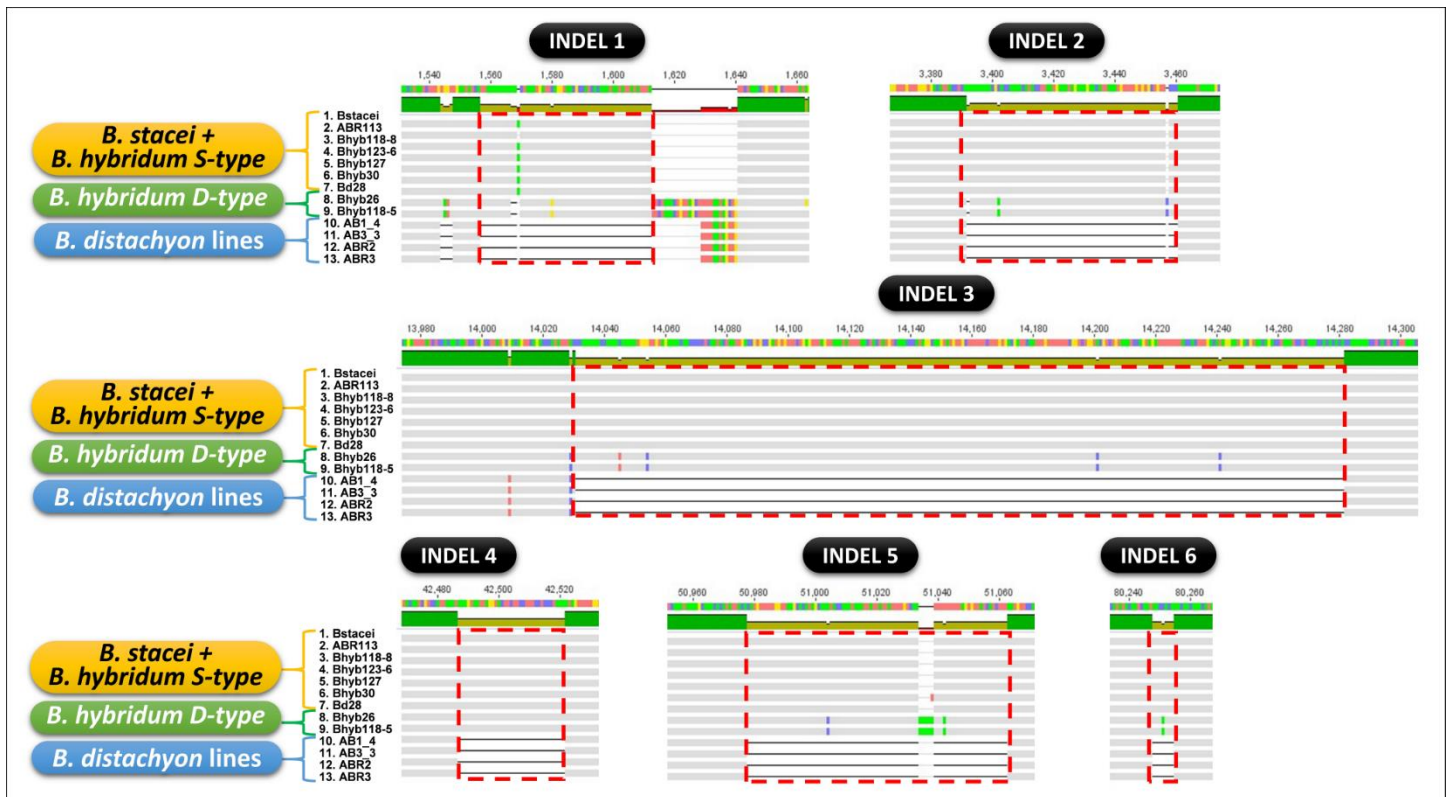 INDEL 1
INDEL 2
1,540 1,560 1,580 1,600 1,620 1,640 1,660
3,380 3,400 3,420 3,440 3,460
B. stacei +
B. hybridum S-type
B. hybridum D-type
B. distachyon lines
1. Bstacei
2. ABR113
3. Bhyb118-8
4. Bhyb123-6
5. Bhyb127
6. Bhyb30
7. Bd28
8. Bhyb26
9. Bhyb118-5
10. AB1_4
11. AB3_3
12. ABR2
13. ABR3
INDEL 3
13,980 14,000 14,020 14,040 14,060 14,080 14,100 14,120 14,140 14,160 14,180 14,200 14,220 14,240 14,260 14,280 14,300
B. stacei +
B. hybridum S-type
B. hybridum D-type
B. distachyon lines
1. Bstacei
2. ABR113
3. Bhyb118-8
4. Bhyb123-6
5. Bhyb127
6. Bhyb30
7. Bd28
8. Bhyb26
9. Bhyb118-5
10. AB1_4
11. AB3_3
12. ABR2
13. ABR3
INDEL 4
INDEL 5
INDEL 6
42,480 42,500 42,520
50,960 50,980 51,000 51,020 51,040 51,060
80,240 80,260
B. stacei +
B. hybridum S-type
B. hybridum D-type
B. distachyon lines
1. Bstacei
2. ABR113
3. Bhyb118-8
4. Bhyb123-6
5. Bhyb127
6. Bhyb30
7. Bd28
8. Bhyb26
9. Bhyb118-5
10. AB1_4
11. AB3_3
12. ABR2
13. ABR3